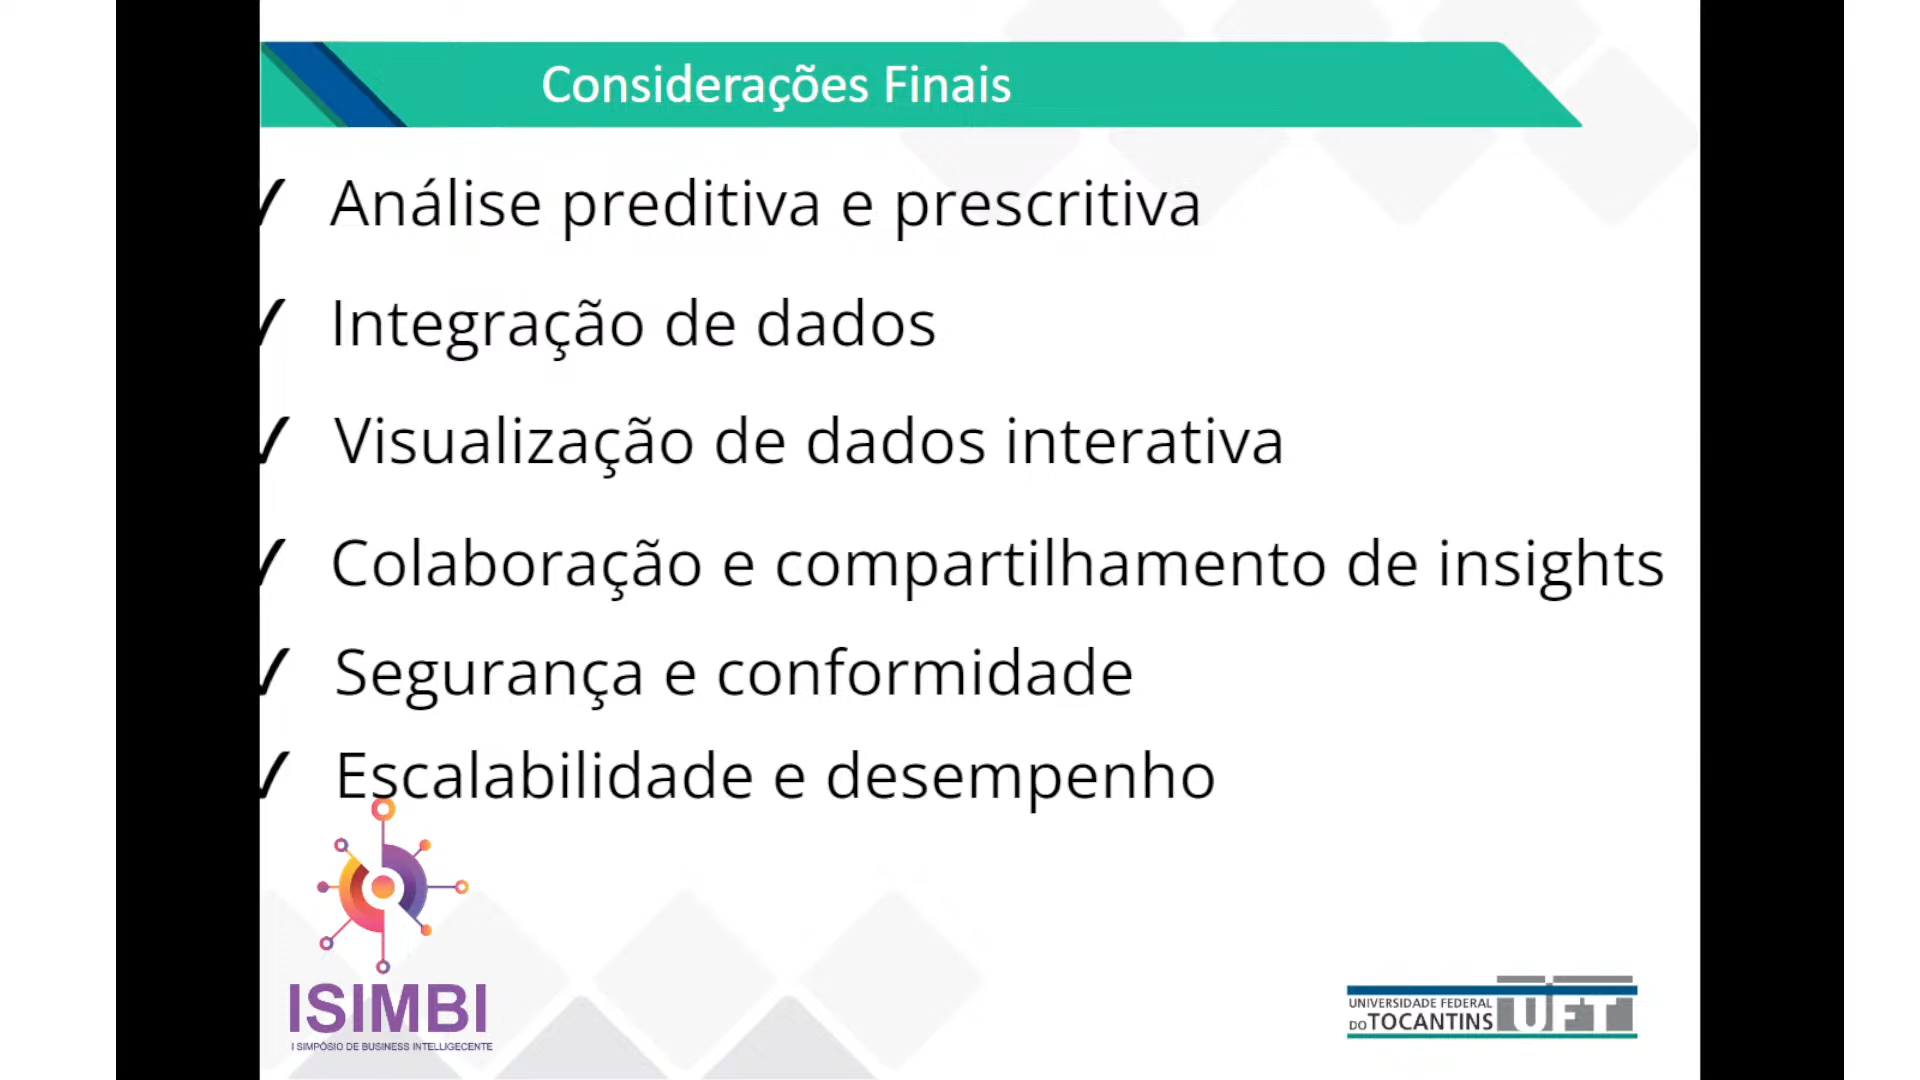 Considerações Finais
✓ Análise preditiva e prescritiva
✓ Integração de dados
✓ Visualização de dados interativa
✓ Colaboração e compartilhamento de insights
✓ Segurança e conformidade
✓ Escalabilidade e desempenho
ISIMBI
I SIMPÓSIO DE BUSINESS INTELLIGECENTE
UNIVERSIDADE FEDERAL
DO TOCANTINS
UFT